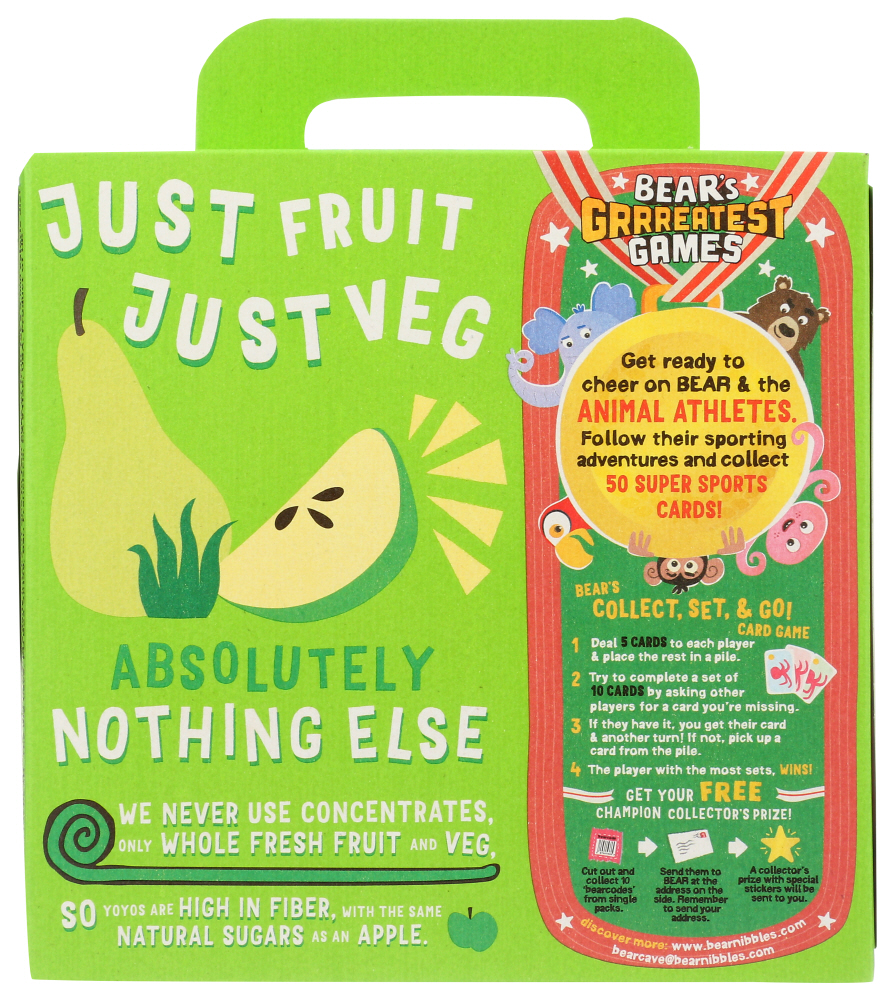 JUST FRUIT
JUST VEG
ABSOLUTELY
NOTHING ELSE
WE NEVER USE CONCENTRATES,
ONLY WHOLE FRESH FRUIT AND VEG,
SO YOYOS ARE HIGH IN FIBER, WITH THE SAME
NATURAL SUGARS AS AN APPLE.
BEAR'S
GRRREATEST
GAMES
Get ready to
cheer on BEAR & the
ANIMAL ATHLETES.
Follow their sporting
adventures and collect
50 SUPER SPORTS
CARDS!
BEAR'S
COLLECT, SET, & GO!
CARD GAME
1 Deal 5 CARDS to each player
& place the rest in a pile.
2 Try to complete a set of
10 CARDS by asking other
players for a card you're missing.
3 If they have it, you get their card
& another turn! If not, pick up a
card from the pile.
4 The player with the most sets, WINS!
GET YOUR FREE
CHAMPION COLLECTOR'S PRIZE!
Cut out and
collect 10
'bearcodes'
from single
packs.
Send them to
BEAR at the
address on the
side. Remember
to send your
address.
A collector's
prize with special
stickers will be
sent to you.
discover more: www.bearnibbles.com
bearcave@bearnibbles.com